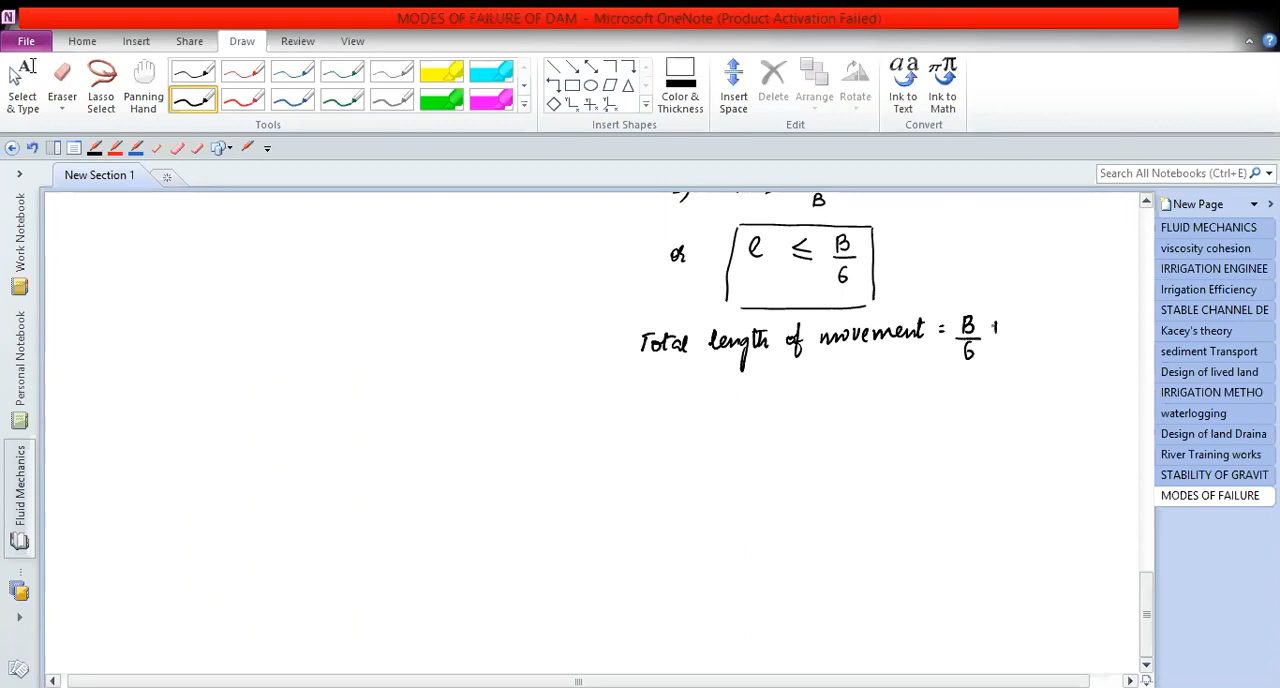 MODES OF FAILURE OF DAM - Microsoft OneNote (Product Activation Failed)
File Home Insert Share Draw Review View
Select & Type
Eraser
Lasso Select
Panning Hand
Color & Thickness
Insert Space
Delete
Arrange
Rotate
Ink to Text
Ink to Math
Tools
Insert Shapes
Edit
Convert
New Section 1
Search All Notebooks (Ctrl+E)
Work Notebook
Personal Notebook
Fluid Mechanics
New Page
FLUID MECHANICS
viscosity cohesion
IRRIGATION ENGINEE
Irrigation Efficiency
STABLE CHANNEL DE
Kacey's theory
sediment Transport
Design of lived land
IRRIGATION METHO
waterlogging
Design of land Draina
River Training works
STABILITY OF GRAVIT
MODES OF FAILURE
B
or e ≤ B/6
Total length of movement = B/6